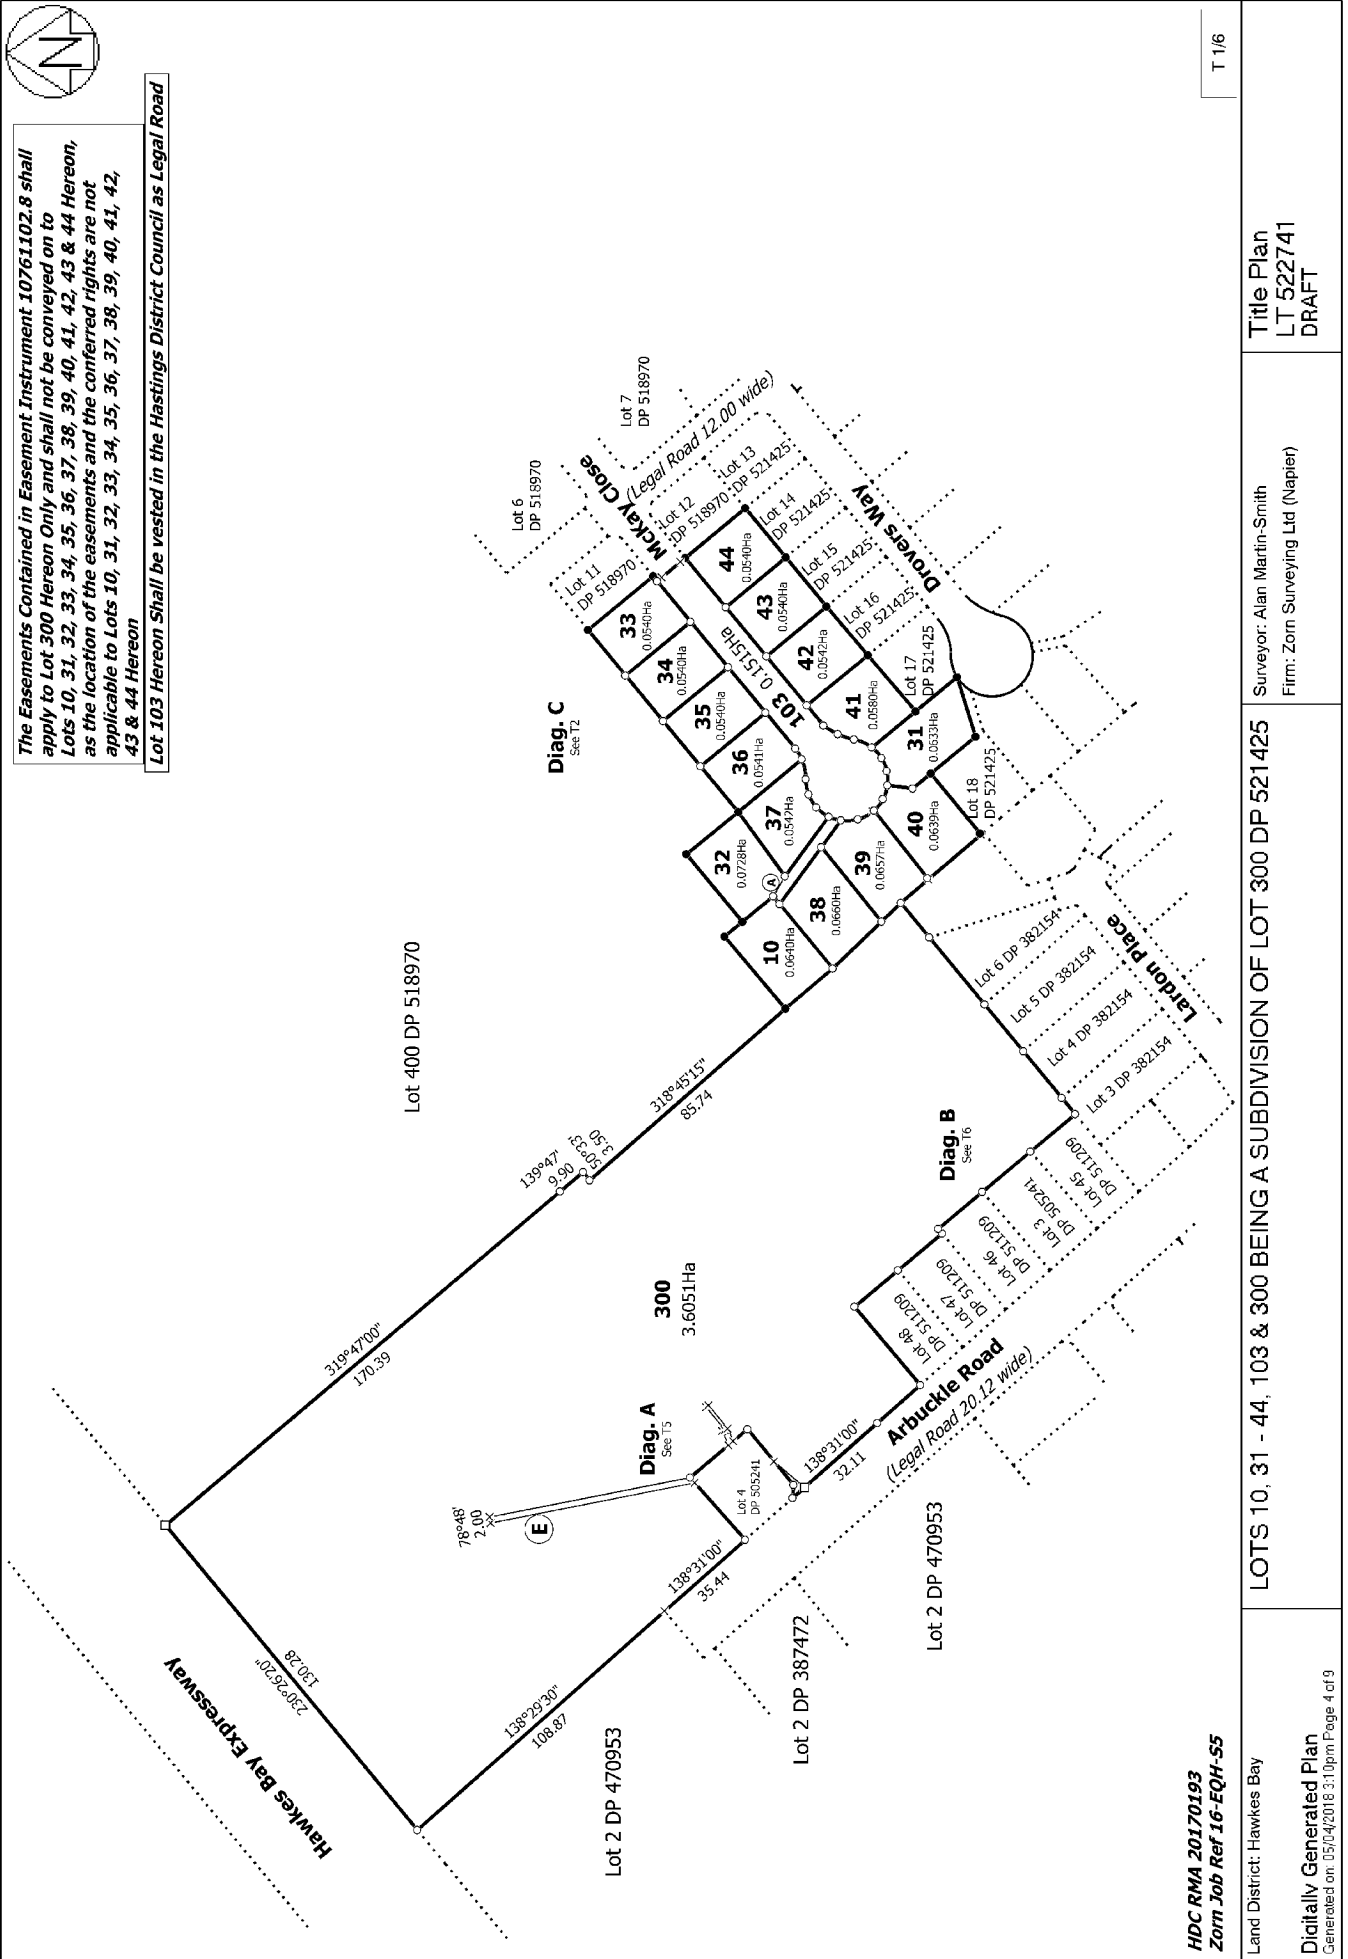 N
The Easements Contained in Easement Instrument 10761102.8 shall
apply to Lot 300 Hereon Only and shall not be conveyed on to
Lots 10, 31, 32, 33, 34, 35, 36, 37, 38, 39, 40, 41, 42, 43 & 44 Hereon,
as the location of the easements and the conferred rights are not
applicable to Lots 10, 31, 32, 33, 34, 35, 36, 37, 38, 39, 40, 41, 42,
43 & 44 Hereon
Lot 103 Hereon Shall be vested in the Hastings District Council as Legal Road
Hawkes Bay Expressway
230°26'20"
130.28
319°47'00"
170.39
139°47'
9.90
50°33'
3.50
318°45'15"
85.74
Lot 400 DP 518970
Diag. C
See T2
Lot 6
DP 518970
Lot 7
DP 518970
McKay Close
(Legal Road 12.00 wide)
Lot 11
DP 518970
Lot 12
DP 518970
Lot 13
DP 521425
Lot 14
DP 521425
Lot 15
DP 521425
Lot 16
DP 521425
Lot 17
DP 521425
Lot 18
DP 521425
Drovers Way
33
0.0540Ha
34
0.0540Ha
35
0.0540Ha
36
0.0541Ha
37
0.0542Ha
32
0.0728Ha
A
10
0.0640Ha
38
0.0660Ha
39
0.0657Ha
40
0.0639Ha
31
0.0633Ha
41
0.0580Ha
42
0.0542Ha
43
0.0540Ha
44
0.0540Ha
103
0.1515Ha
300
3.6051Ha
78°48'
2.00
E
Diag. A
See T5
Lot 4
DP 505241
138°29'30"
108.87
138°31'00"
35.44
138°31'00"
32.11
Lot 2 DP 470953
Lot 2 DP 387472
Lot 2 DP 470953
Arbuckle Road
(Legal Road 20.12 wide)
Diag. B
See T6
Lot 48
DP 511209
Lot 47
DP 511209
Lot 46
DP 511209
Lot 3
DP 505241
Lot 45
DP 511209
Lot 3 DP 382154
Lot 4 DP 382154
Lot 5 DP 382154
Lot 6 DP 382154
Lardon Place
HDC RMA 20170193
Zorn Job Ref 16-EQH-S5
T 1/6
Land District: Hawkes Bay
Digitally Generated Plan
Generated on: 05/04/2018 3:10pm Page 4 of 9
LOTS 10, 31 - 44, 103 & 300 BEING A SUBDIVISION OF LOT 300 DP 521425
Surveyor: Alan Martin-Smith
Firm: Zorn Surveying Ltd (Napier)
Title Plan
LT 522741
DRAFT